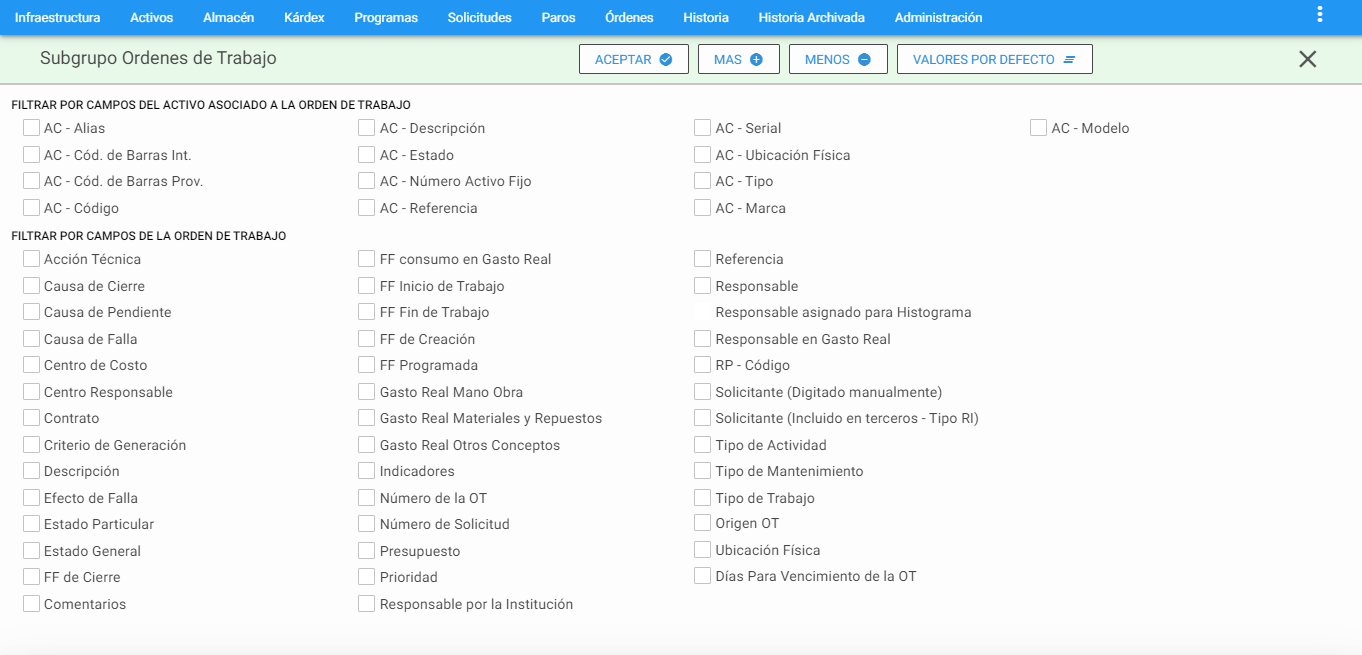 Infraestructura Activos Almacén Kárdex Programas Solicitudes Paros Órdenes Historia Historia Archivada Administración
Subgrupo Ordenes de Trabajo ACEPTAR MAS MENOS VALORES POR DEFECTO
FILTRAR POR CAMPOS DEL ACTIVO ASOCIADO A LA ORDEN DE TRABAJO
AC - Alias AC - Descripción AC - Serial AC - Modelo
AC - Cód. de Barras Int. AC - Estado AC - Ubicación Física
AC - Cód. de Barras Prov. AC - Número Activo Fijo AC - Tipo
AC - Código AC - Referencia AC - Marca
FILTRAR POR CAMPOS DE LA ORDEN DE TRABAJO
Acción Técnica FF consumo en Gasto Real Referencia
Causa de Cierre FF Inicio de Trabajo Responsable
Causa de Pendiente FF Fin de Trabajo Responsable asignado para Histograma
Causa de Falla FF de Creación Responsable en Gasto Real
Centro de Costo FF Programada RP - Código
Centro Responsable Gasto Real Mano Obra Solicitante (Digitado manualmente)
Contrato Gasto Real Materiales y Repuestos Solicitante (Incluido en terceros - Tipo RI)
Criterio de Generación Gasto Real Otros Conceptos Tipo de Actividad
Descripción Indicadores Tipo de Mantenimiento
Efecto de Falla Número de la OT Tipo de Trabajo
Estado Particular Número de Solicitud Origen OT
Estado General Presupuesto Ubicación Física
FF de Cierre Prioridad Días Para Vencimiento de la OT
Comentarios Responsable por la Institución